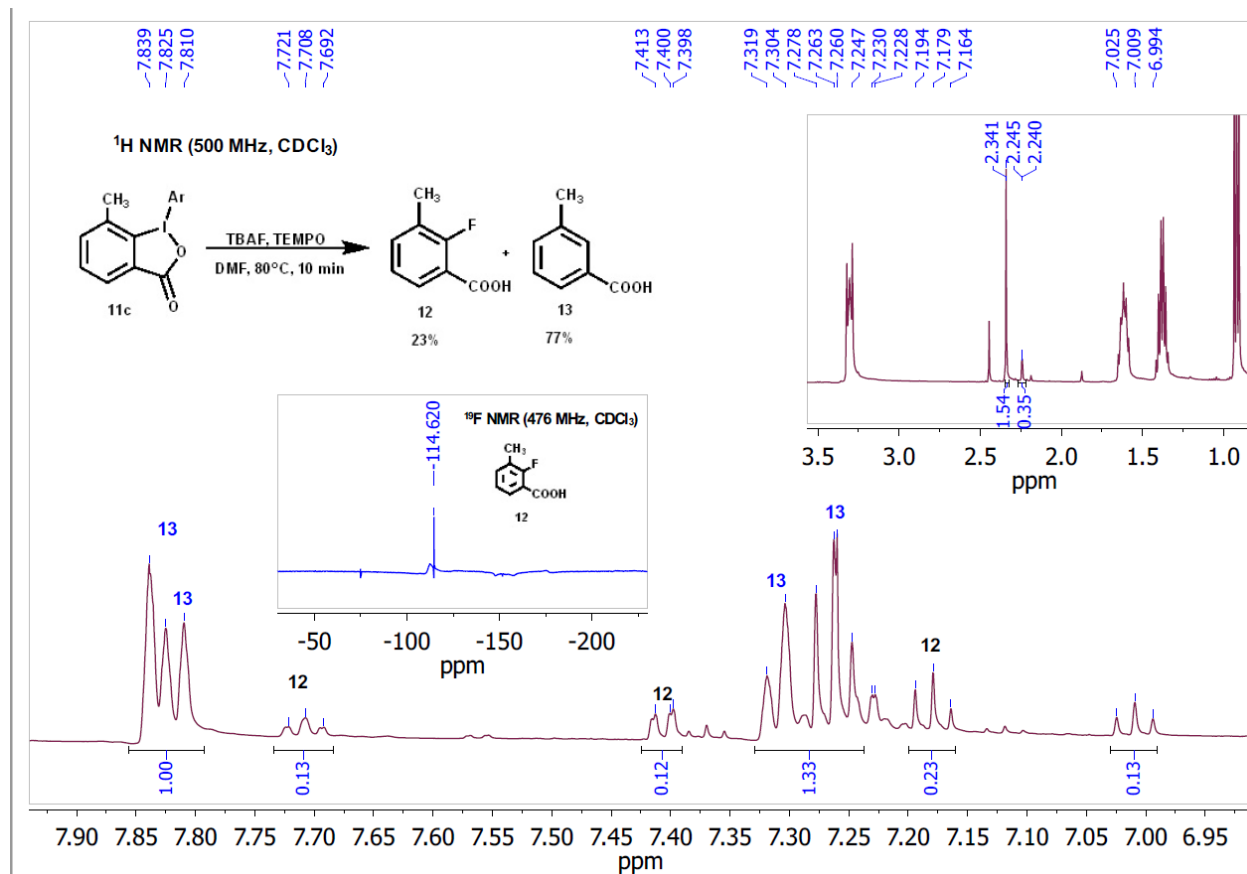 7.839 7.825 7.810 7.721 7.708 7.692 7.413 7.400 7.398 7.319 7.304 7.278 7.263 7.260 7.247 7.230 7.228 7.194 7.179 7.164 7.025 7.009 6.994
¹H NMR (500 MHz, CDCl₃)
CH₃ Ar
I
O
O
11c
TBAF, TEMPO
DMF, 80°C, 10 min
CH₃
F
COOH
12
23%
+
CH₃
COOH
13
77%
2.341 2.245 2.240
1.54 0.35
3.5 3.0 2.5 2.0 1.5 1.0
ppm
-114.620
¹⁹F NMR (476 MHz, CDCl₃)
CH₃
F
COOH
12
-50 -100 -150 -200
ppm
13
13
12
12
13
13
12
1.00 0.13 0.12 1.33 0.23 0.13
7.90 7.85 7.80 7.75 7.70 7.65 7.60 7.55 7.50 7.45 7.40 7.35 7.30 7.25 7.20 7.15 7.10 7.05 7.00 6.95
ppm